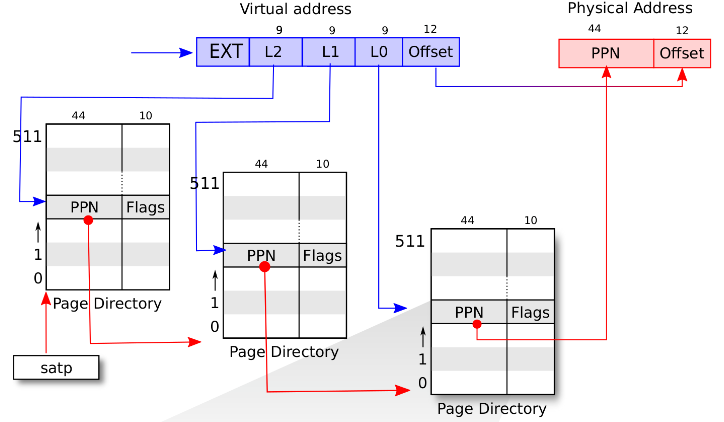 Virtual address
Physical Address
9 9 9 12
44 12
EXT L2 L1 L0 Offset
PPN Offset
44 10
511
PPN Flags
1
0
Page Directory
satp
44 10
511
PPN Flags
1
0
Page Directory
44 10
511
PPN Flags
1
0
Page Directory